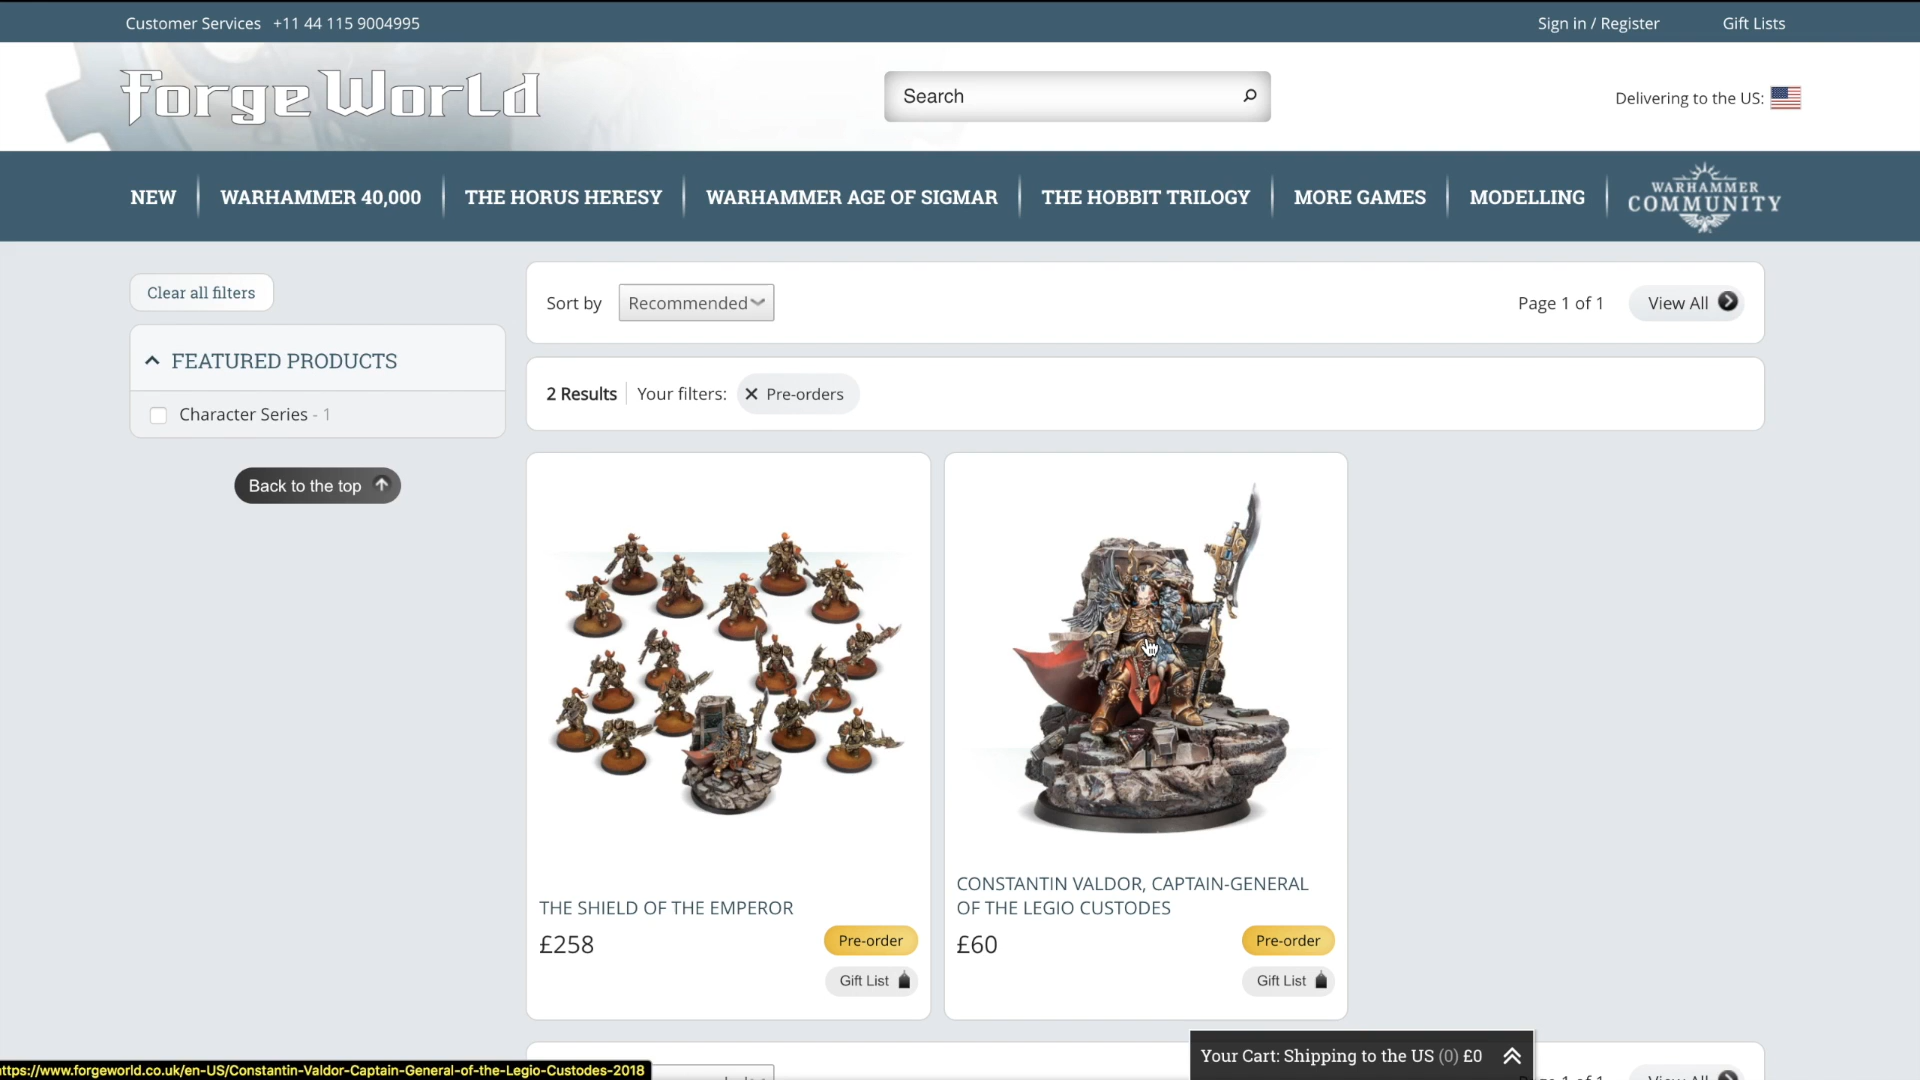 Customer Services +11 44 115 9004995
Sign in / Register
Gift Lists
Forge World
Search
Delivering to the US:
NEW
WARHAMMER 40,000
THE HORUS HERESY
WARHAMMER AGE OF SIGMAR
THE HOBBIT TRILOGY
MORE GAMES
MODELLING
WARHAMMER
COMMUNITY
Clear all filters
FEATURED PRODUCTS
Character Series - 1
Back to the top
Sort by
Recommended
Page 1 of 1
View All
2 Results
Your filters:
Pre-orders
THE SHIELD OF THE EMPEROR
£258
Pre-order
Gift List
CONSTANTIN VALDOR, CAPTAIN-GENERAL
OF THE LEGIO CUSTODES
£60
Pre-order
Gift List
Your Cart: Shipping to the US (0) £0
ttps://www.forgeworld.co.uk/en-US/Constantin-Valdor-Captain-General-of-the-Legio-Custodes-2018